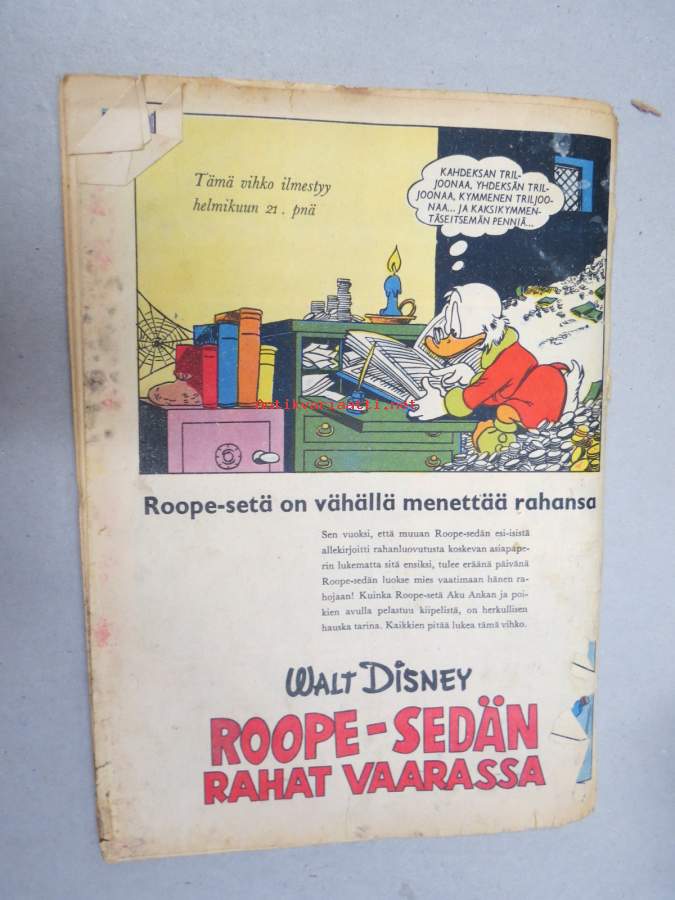 Tämä vihko ilmestyy
helmikuun 21. pnä
KAHDEKSAN TRIL-
JOONAA, YHDEKSÄN TRIL-
JOONAA, KYMMENEN TRILJOO-
NAA... JA KAKSIKYMMEN-
TÄSEITSEMÄN PENNIÄ...
Antikvariaatti.net
Roope-setä on vähällä menettää rahansa
Sen vuoksi, että muuan Roope-sedän esi-isistä
allekirjoitti rahanluovutusta koskevan asiapape-
rin lukematta sitä ensiksi, tulee eräänä päivänä
Roope-sedän luokse mies vaatimaan hänen ra-
hojaan! Kuinka Roope-setä Aku Ankan ja poi-
kien avulla pelastuu kiipelistä, on herkullisen
hauska tarina. Kaikkien pitää lukea tämä vihko.
WALT DISNEY
ROOPE-SEDÄN
RAHAT VAARASSA